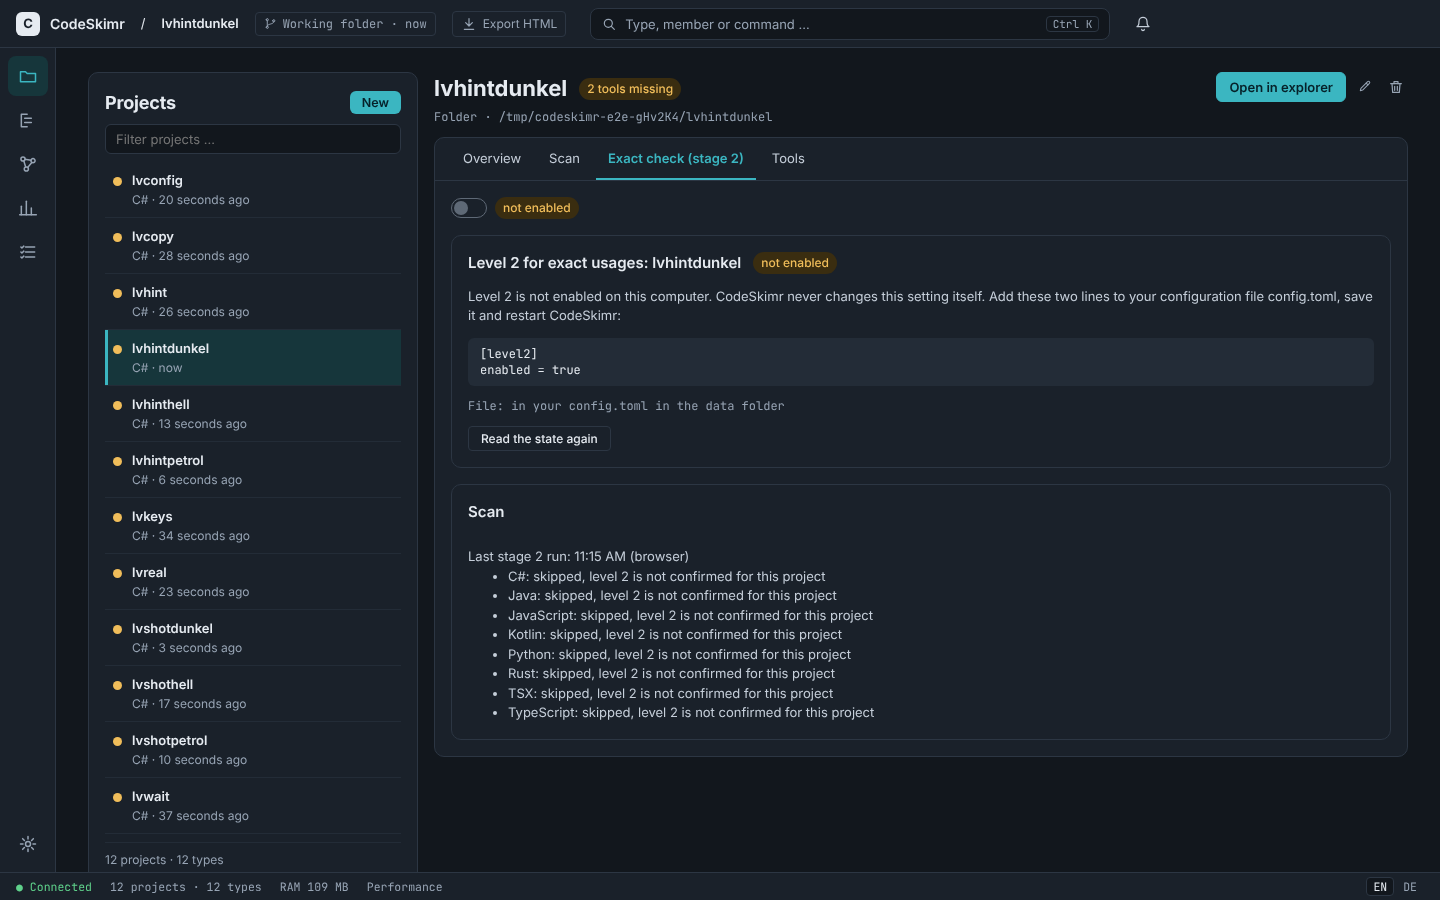 C CodeSkimr / lvhintdunkel Working folder · now Export HTML Type, member or command ... Ctrl K
Projects
New
Filter projects ...
lvconfig
C# · 20 seconds ago
lvcopy
C# · 28 seconds ago
lvhint
C# · 26 seconds ago
lvhintdunkel
C# · now
lvhinthell
C# · 13 seconds ago
lvhintpetrol
C# · 6 seconds ago
lvkeys
C# · 34 seconds ago
lvreal
C# · 23 seconds ago
lvshotdunkel
C# · 3 seconds ago
lvshothell
C# · 17 seconds ago
lvshotpetrol
C# · 10 seconds ago
lvwait
C# · 37 seconds ago
12 projects · 12 types
lvhintdunkel 2 tools missing
Open in explorer
Folder · /tmp/codeskimr-e2e-gHv2K4/lvhintdunkel
Overview Scan Exact check (stage 2) Tools
not enabled
Level 2 for exact usages: lvhintdunkel not enabled
Level 2 is not enabled on this computer. CodeSkimr never changes this setting itself. Add these two lines to your configuration file config.toml, save
it and restart CodeSkimr:
[level2]
enabled = true
File: in your config.toml in the data folder
Read the state again
Scan
Last stage 2 run: 11:15 AM (browser)
• C#: skipped, level 2 is not confirmed for this project
• Java: skipped, level 2 is not confirmed for this project
• JavaScript: skipped, level 2 is not confirmed for this project
• Kotlin: skipped, level 2 is not confirmed for this project
• Python: skipped, level 2 is not confirmed for this project
• Rust: skipped, level 2 is not confirmed for this project
• TSX: skipped, level 2 is not confirmed for this project
• TypeScript: skipped, level 2 is not confirmed for this project
Connected 12 projects · 12 types RAM 109 MB Performance EN DE